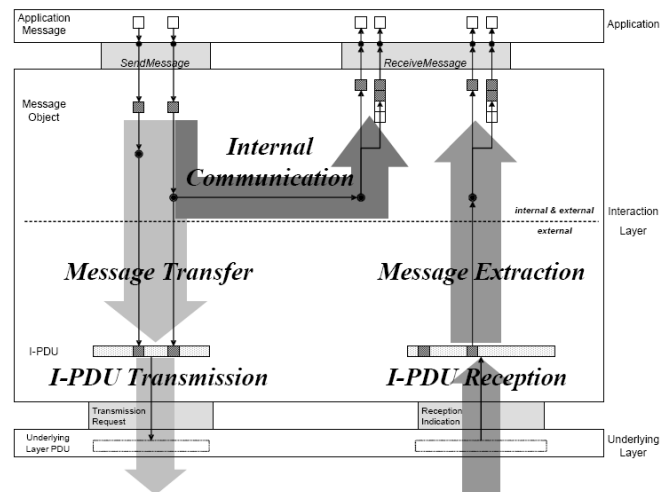 Application
Message
Application
SendMessage
ReceiveMessage
Message
Object
Internal
Communication
internal & external
external
Interaction
Layer
Message Transfer
Message Extraction
I-PDU
I-PDU Transmission
I-PDU Reception
Transmission
Request
Reception
Indication
Underlying
Layer PDU
Underlying
Layer